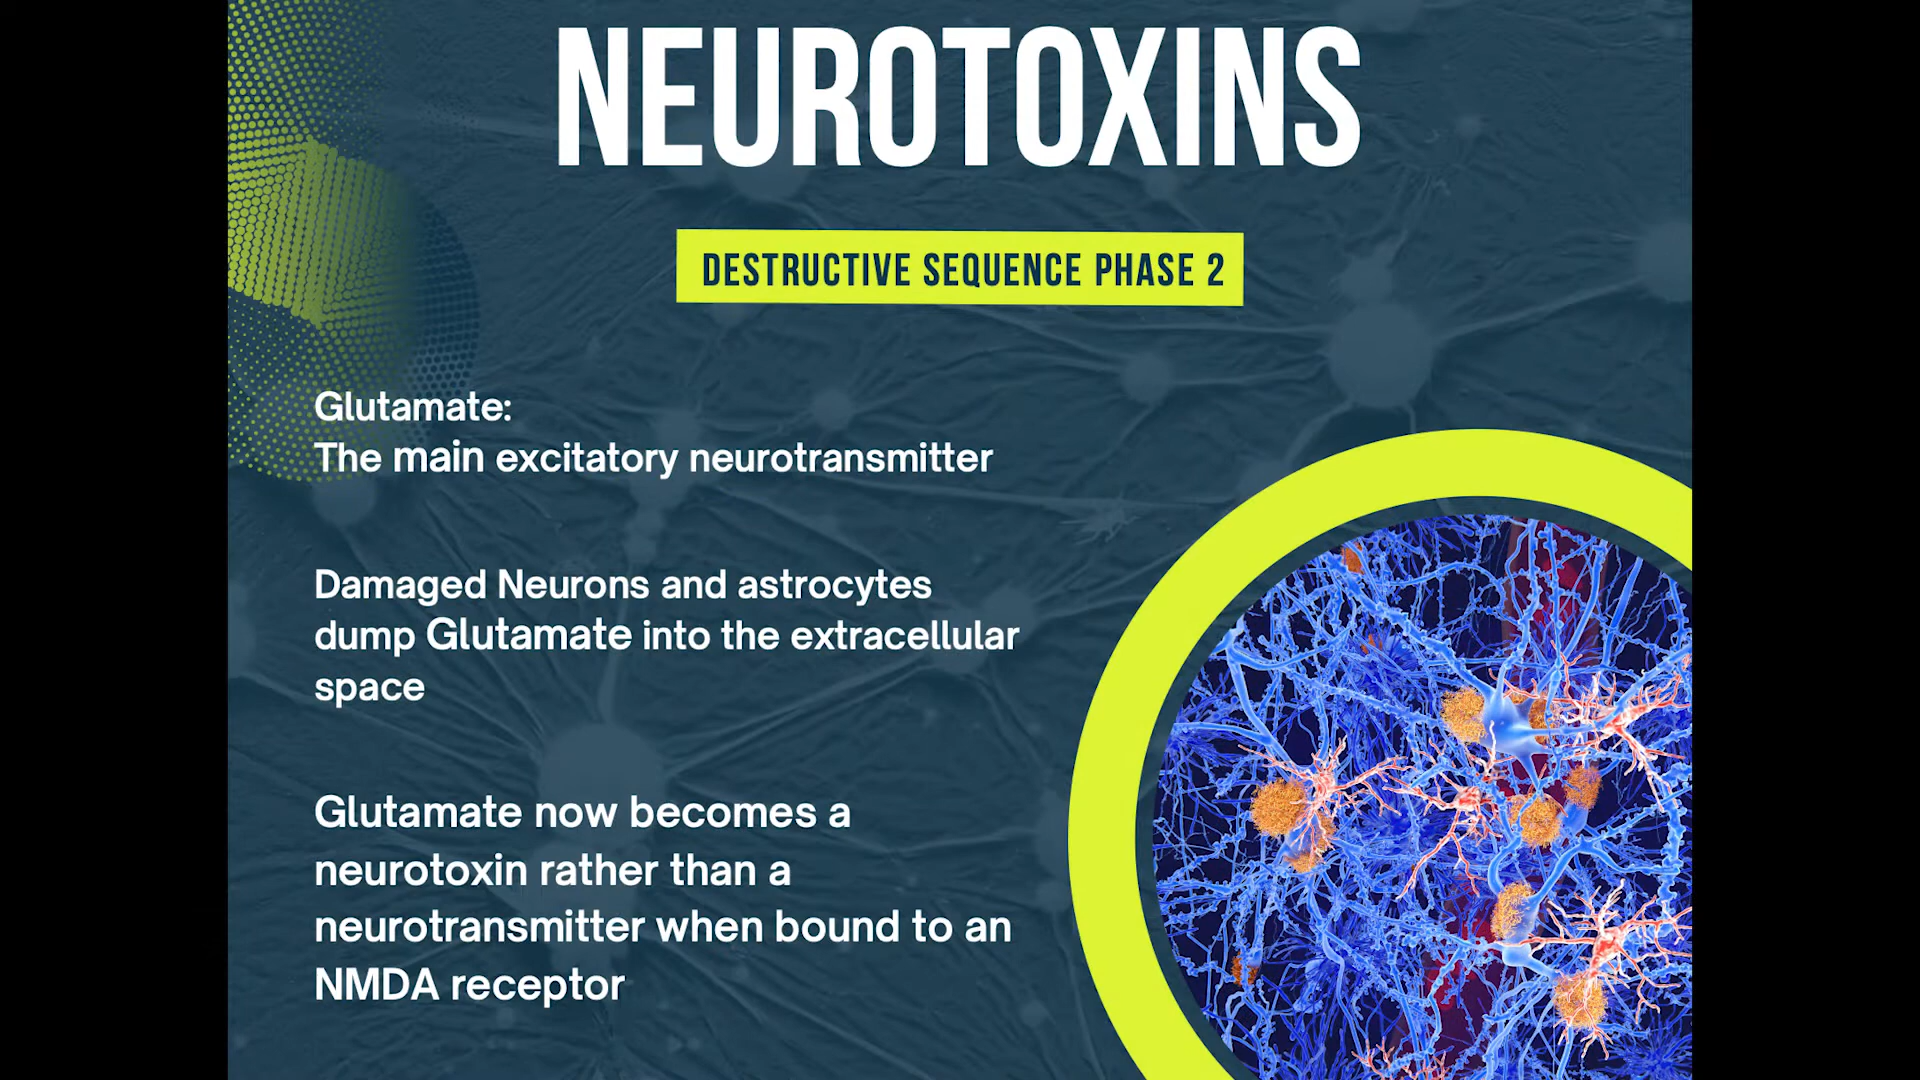 NEUROTOXINS
DESTRUCTIVE SEQUENCE PHASE 2
Glutamate:
The main excitatory neurotransmitter
Damaged Neurons and astrocytes
dump Glutamate into the extracellular
space
Glutamate now becomes a
neurotoxin rather than a
neurotransmitter when bound to an
NMDA receptor